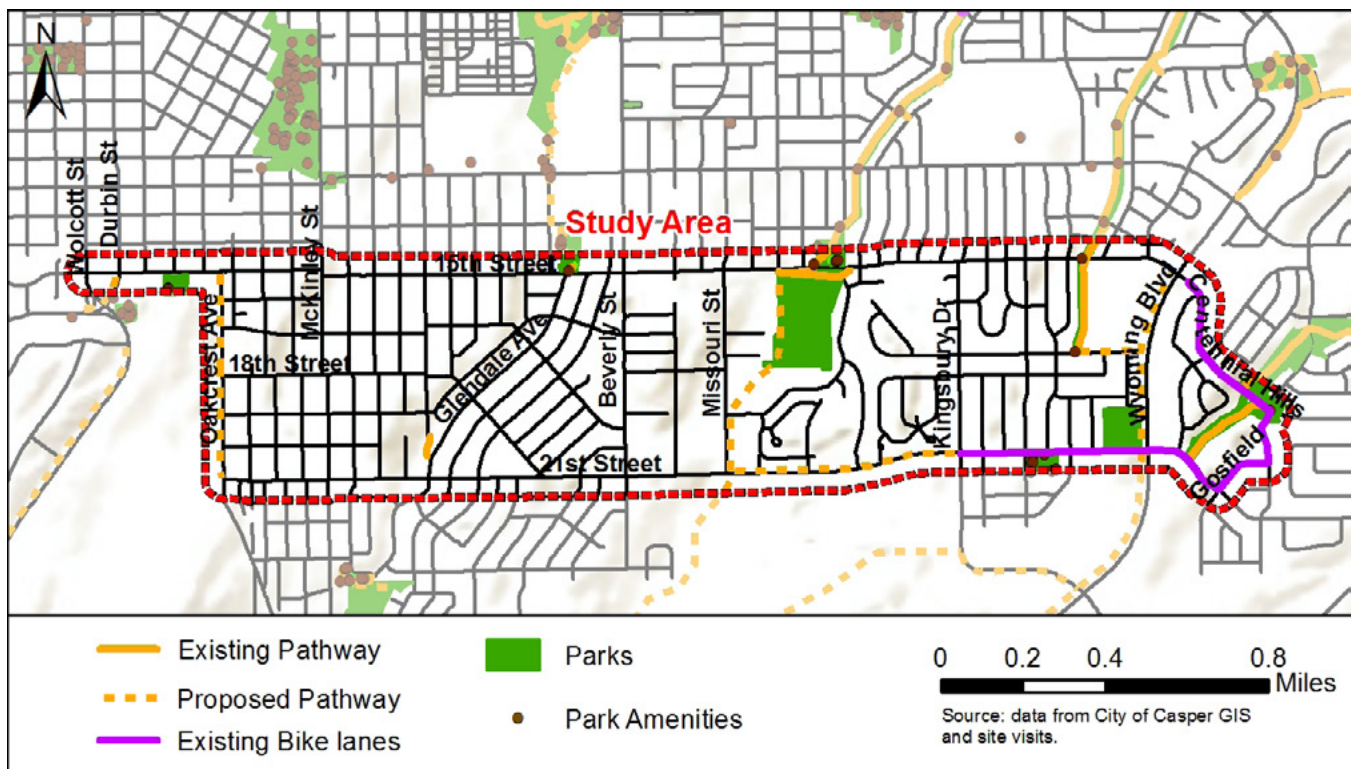 N
Wolcott St
Durbin St
McKinley St
Study Area
15th Street
Oakcrest Ave
18th Street
Glendale Ave
Beverly St
Missouri St
Kingsbury Dr
Wyoming Blvd
Centennial Hills
Gosfield
21st Street
Existing Pathway
Proposed Pathway
Existing Bike lanes
Parks
Park Amenities
0 0.2 0.4 0.8
Miles
Source: data from City of Casper GIS
and site visits.